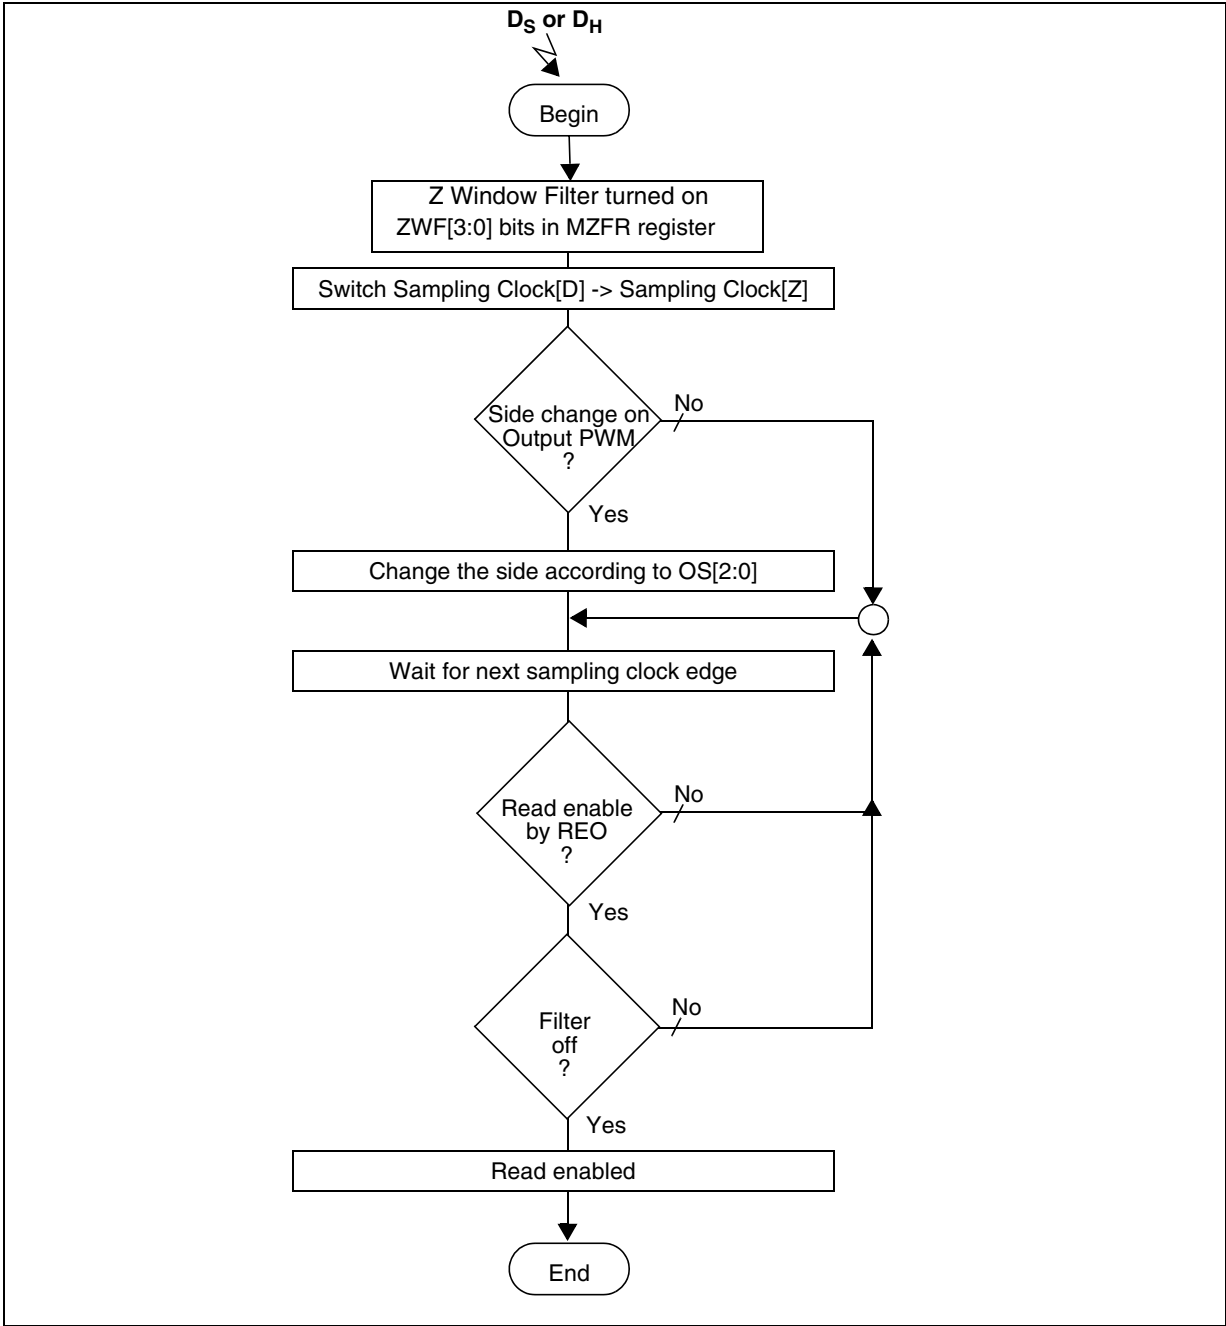 D_S or D_H
Begin
Z Window Filter turned on
ZWF[3:0] bits in MZFR register
Switch Sampling Clock[D] -> Sampling Clock[Z]
Side change on
Output PWM
?
No
Yes
Change the side according to OS[2:0]
Wait for next sampling clock edge
Read enable
by REO
?
No
Yes
Filter
off
?
No
Yes
Read enabled
End